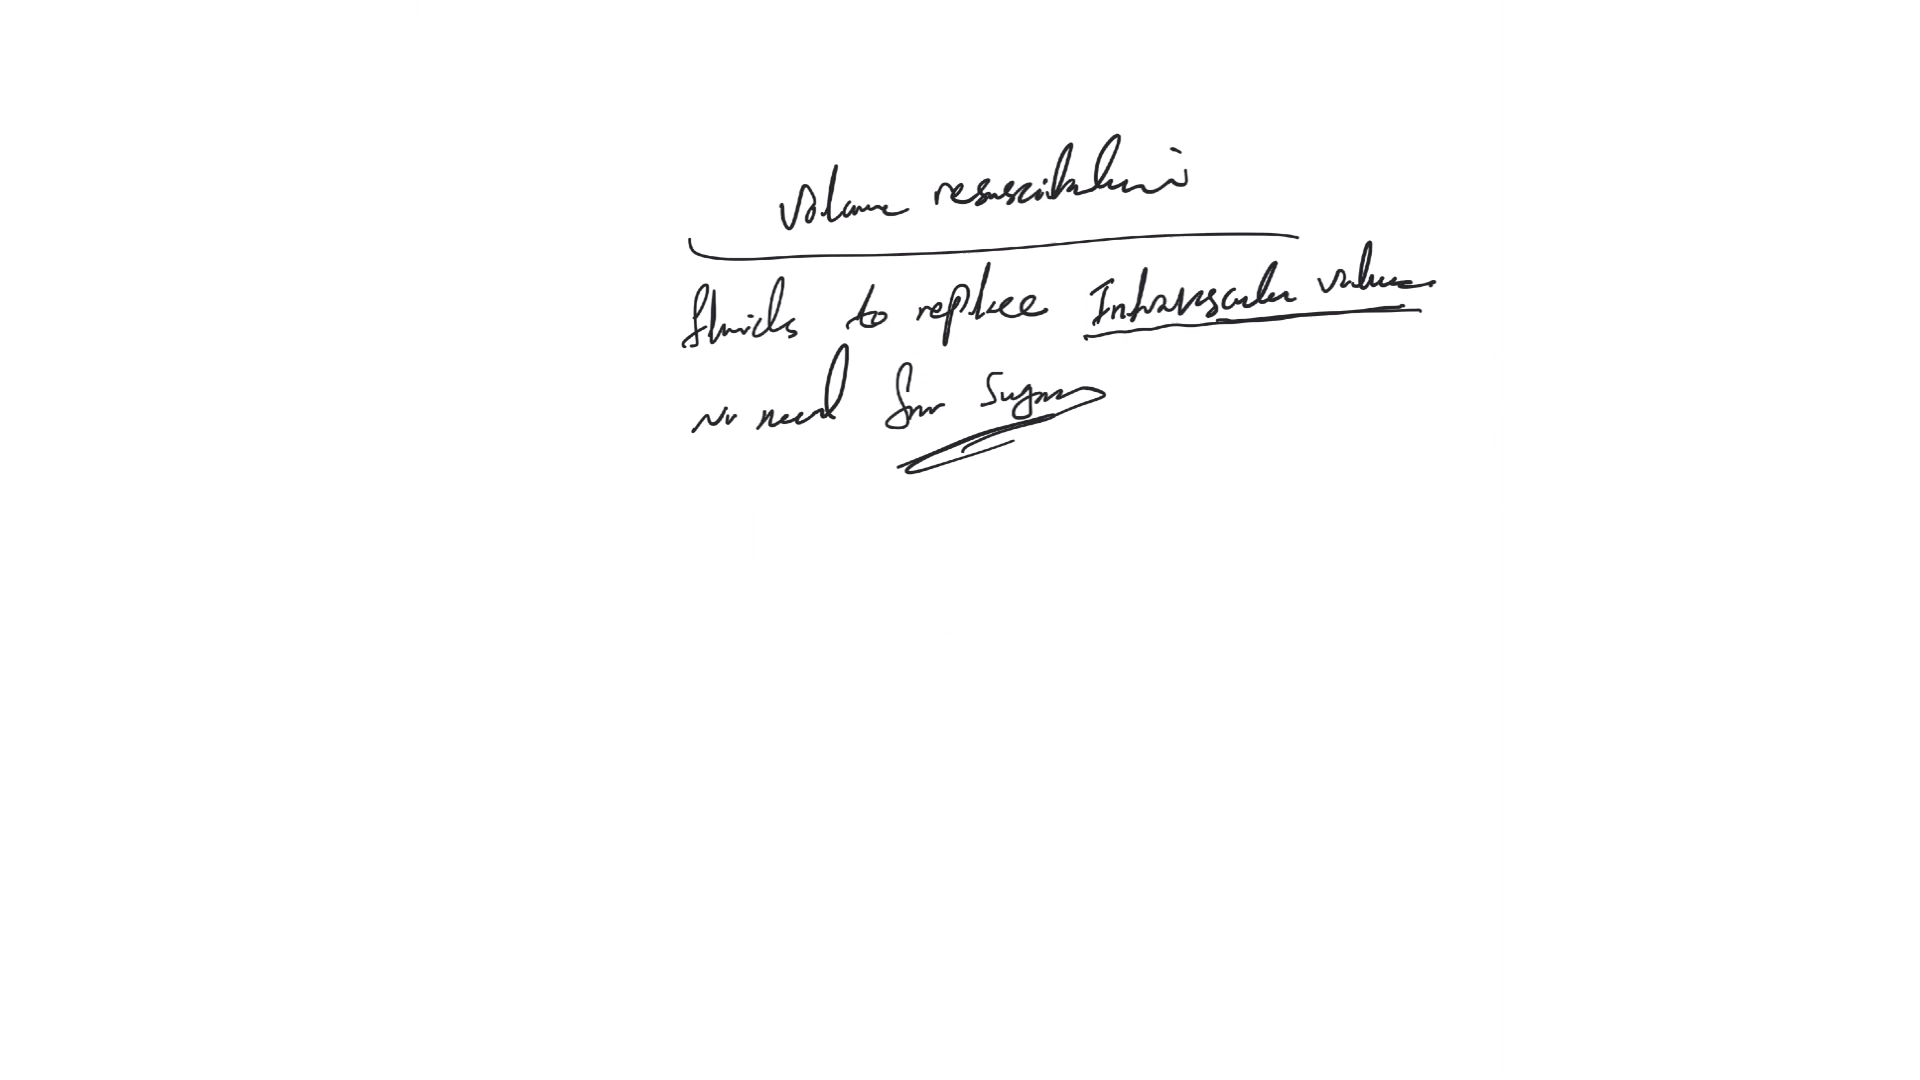 Volume resuscitation
fluids to replace Intravascular volume
No need for Sugar